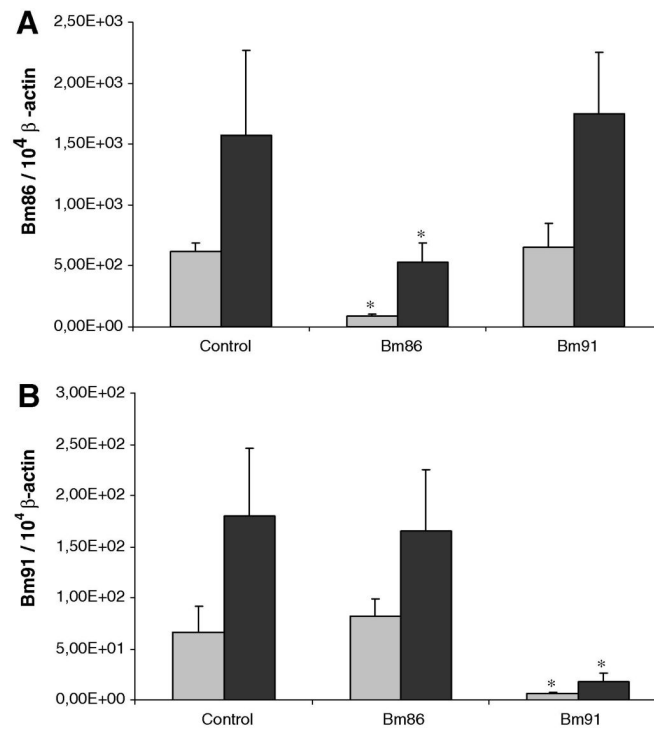 A
2,50E+03
2,00E+03
1,50E+03
1,00E+03
5,00E+02
0,00E+00
Bm86 / 10⁴ β -actin
*
*
Control Bm86 Bm91
B
3,00E+02
2,50E+02
2,00E+02
1,50E+02
1,00E+02
5,00E+01
0,00E+00
Bm91 / 10⁴ β-actin
*
*
Control Bm86 Bm91